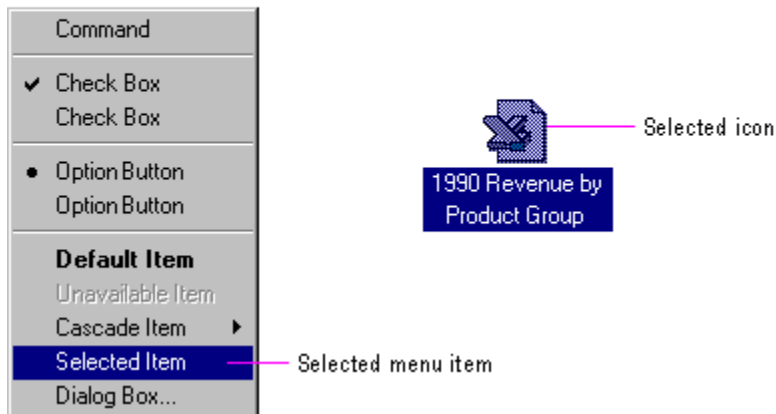 Command
Check Box
Check Box
Option Button
Option Button
Default Item
Unavailable Item
Cascade Item
Selected Item
Dialog Box...
1990 Revenue by
Product Group
Selected icon
Selected menu item